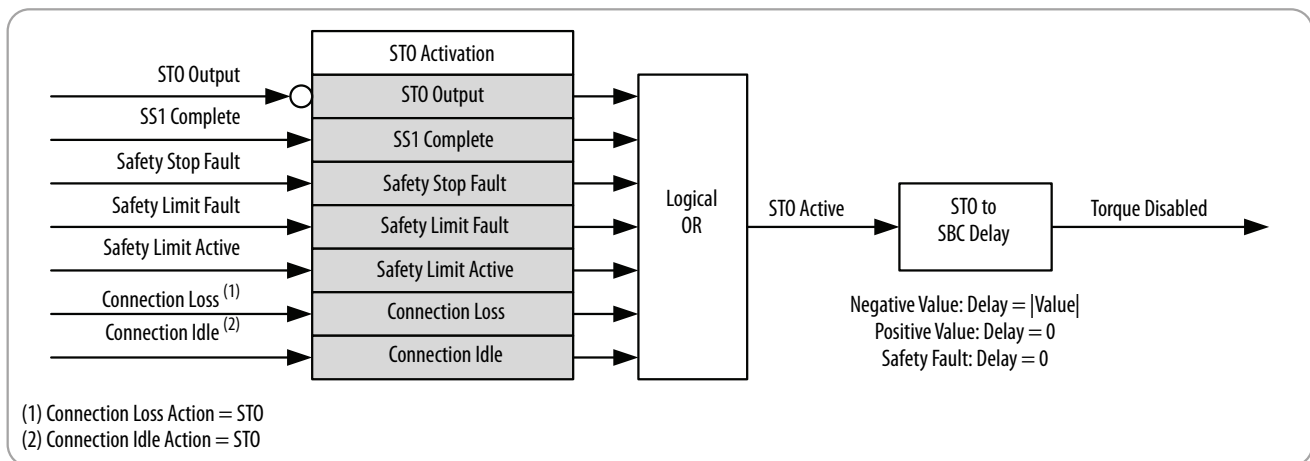 STO Activation
STO Output
STO Output
SS1 Complete
SS1 Complete
Safety Stop Fault
Safety Stop Fault
Safety Limit Fault
Safety Limit Fault
Safety Limit Active
Safety Limit Active
Connection Loss (1)
Connection Loss
Connection Idle (2)
Connection Idle
Logical
OR
STO Active
STO to
SBC Delay
Torque Disabled
Negative Value: Delay = |Value|
Positive Value: Delay = 0
Safety Fault: Delay = 0
(1) Connection Loss Action = STO
(2) Connection Idle Action = STO